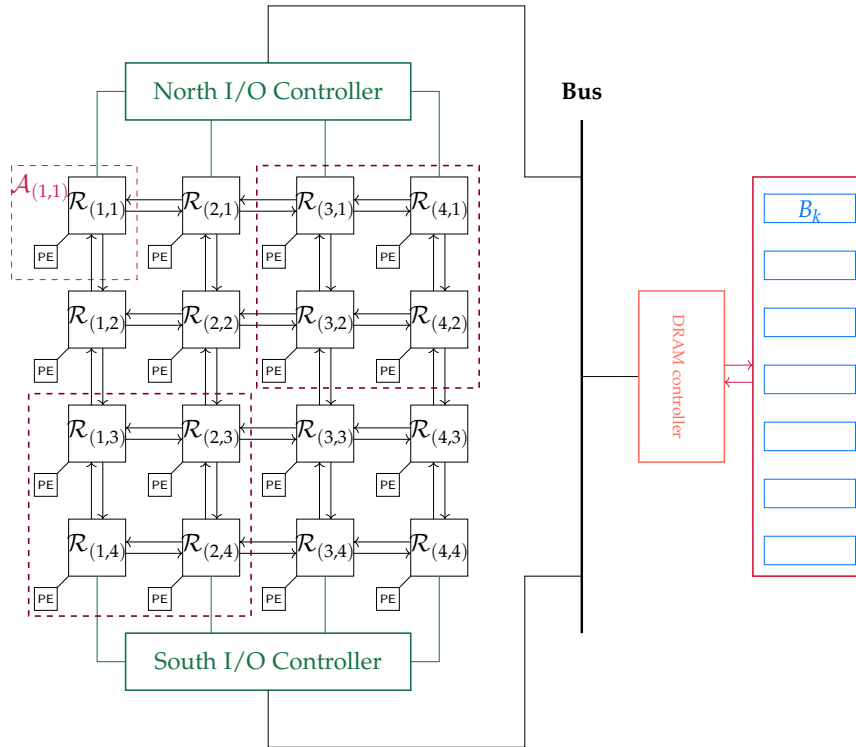 North I/O Controller
Bus
𝒜(1,1)
ℛ(1,1) ℛ(2,1) ℛ(3,1) ℛ(4,1)
B_k
PE PE PE PE
ℛ(1,2) ℛ(2,2) ℛ(3,2) ℛ(4,2)
DRAM controller
PE PE PE PE
ℛ(1,3) ℛ(2,3) ℛ(3,3) ℛ(4,3)
PE PE PE PE
ℛ(1,4) ℛ(2,4) ℛ(3,4) ℛ(4,4)
PE PE PE PE
South I/O Controller